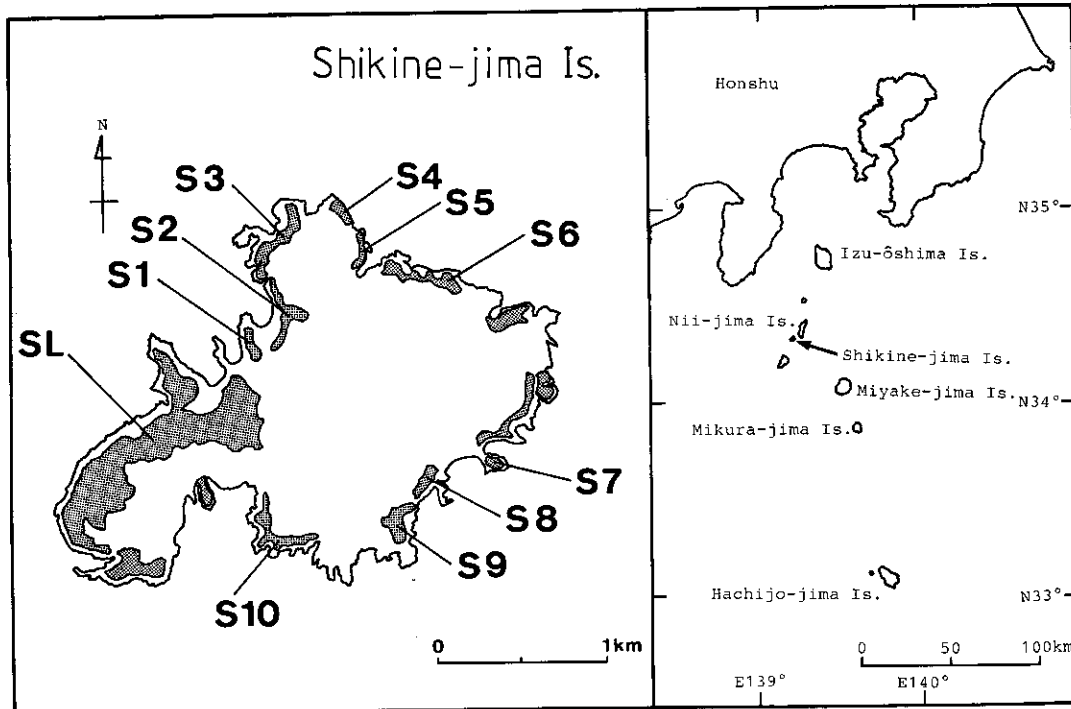 Shikine-jima Is.
N
S3
S4
S5
S2
S6
S1
SL
S7
S8
S9
S10
0 1km
Honshu
N35°
Izu-ôshima Is.
Nii-jima Is.
Shikine-jima Is.
Miyake-jima Is.
N34°
Mikura-jima Is.
Hachijo-jima Is.
N33°
0 50 100km
E139° E140°